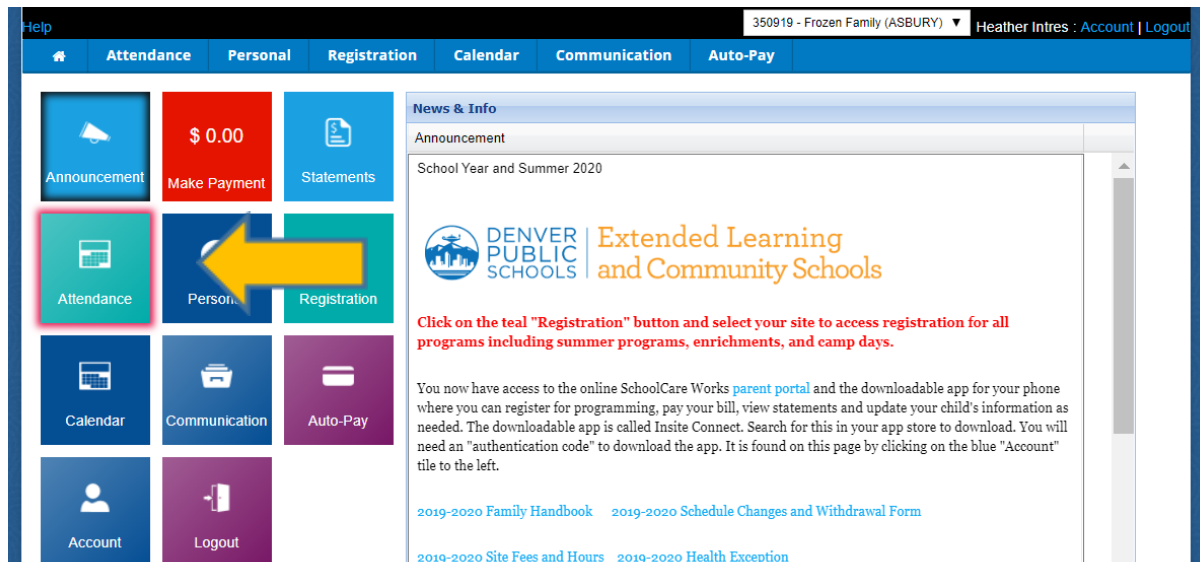 Help
350919 - Frozen Family (ASBURY) ▼
Heather Intres : Account | Logout
Attendance Personal Registration Calendar Communication Auto-Pay
Announcement
$ 0.00
Make Payment
Statements
Attendance
Registration
Calendar
Communication
Auto-Pay
Account
Logout
News & Info
Announcement
School Year and Summer 2020
DENVER
PUBLIC
SCHOOLS
Extended Learning
and Community Schools
Click on the teal "Registration" button and select your site to access registration for all
programs including summer programs, enrichments, and camp days.
You now have access to the online SchoolCare Works parent portal and the downloadable app for your phone
where you can register for programming, pay your bill, view statements and update your child's information as
needed. The downloadable app is called Insite Connect. Search for this in your app store to download. You will
need an "authentication code" to download the app. It is found on this page by clicking on the blue "Account"
tile to the left.
2019-2020 Family Handbook 2019-2020 Schedule Changes and Withdrawal Form
2019-2020 Site Fees and Hours 2019-2020 Health Exception